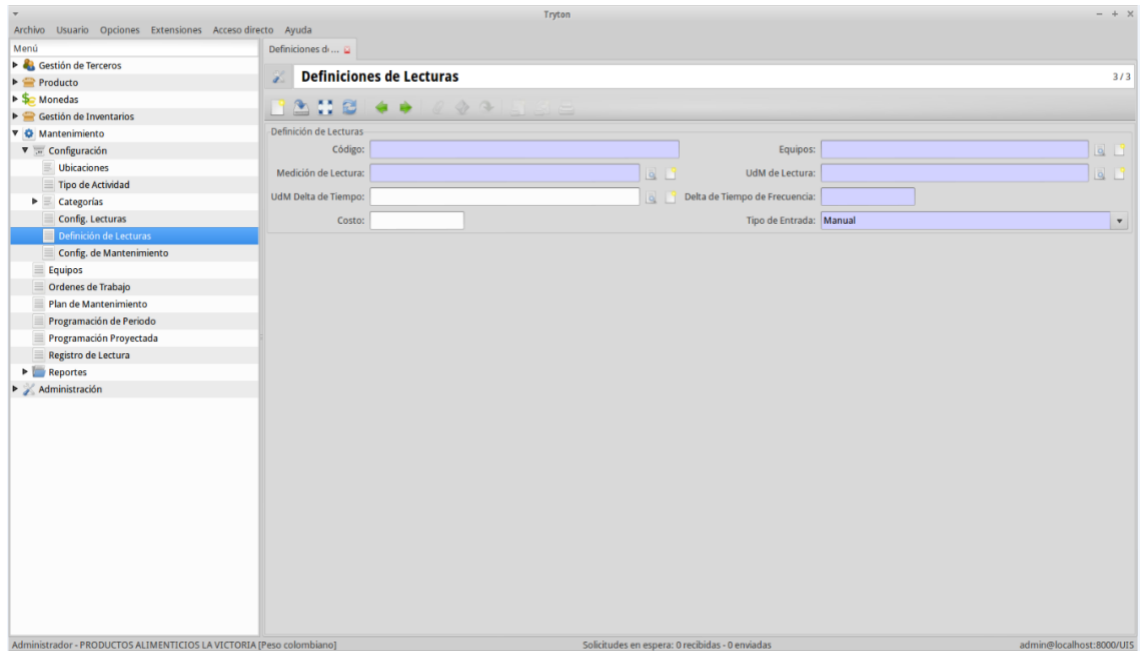 Tryton
Archivo Usuario Opciones Extensiones Acceso directo Ayuda
Menú
Gestión de Terceros
Producto
Monedas
Gestión de Inventarios
Mantenimiento
Configuración
Ubicaciones
Tipo de Actividad
Categorías
Config. Lecturas
Definición de Lecturas
Config. de Mantenimiento
Equipos
Ordenes de Trabajo
Plan de Mantenimiento
Programación de Periodo
Programación Proyectada
Registro de Lectura
Reportes
Administración
Definiciones d‹...
Definiciones de Lecturas 3 / 3
Definición de Lecturas
Código: Equipos:
Medición de Lectura: UdM de Lectura:
UdM Delta de Tiempo: Delta de Tiempo de Frecuencia:
Costo: Tipo de Entrada: Manual
Administrador - PRODUCTOS ALIMENTICIOS LA VICTORIA [Peso colombiano] Solicitudes en espera: 0 recibidas - 0 enviadas admin@localhost:8000/UIS